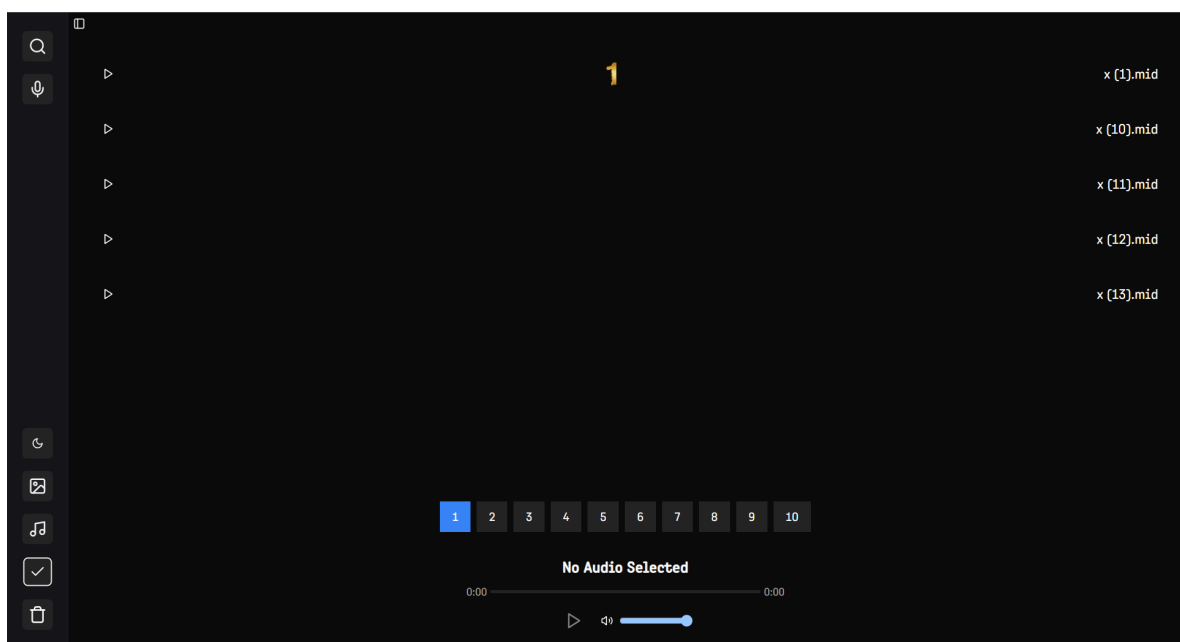 1 x (1).mid
x (10).mid
x (11).mid
x (12).mid
x (13).mid
1 2 3 4 5 6 7 8 9 10
No Audio Selected
0:00 0:00